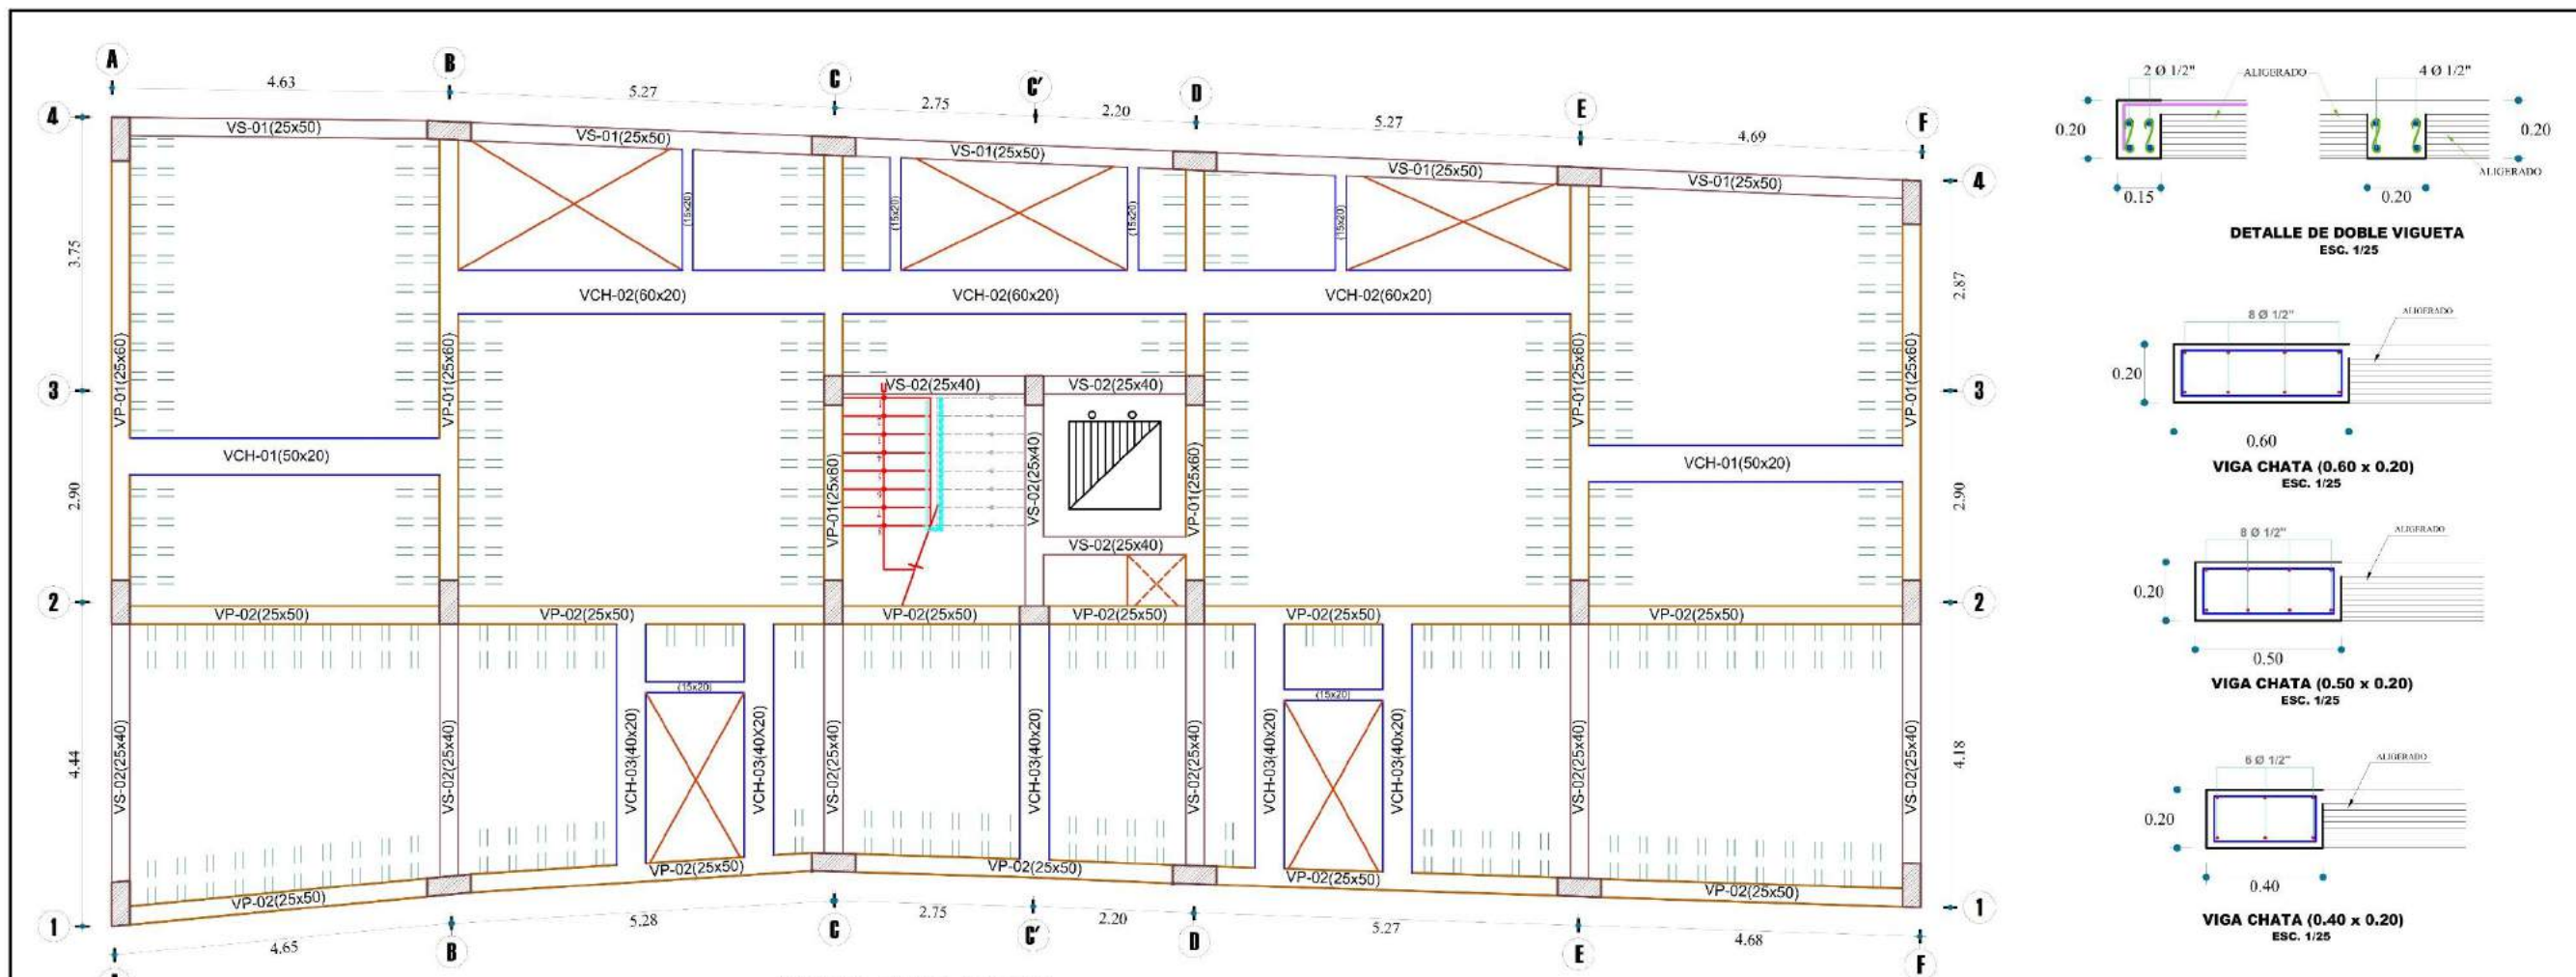 A
B
C
C'
D
E
F
4.63
5.27
2.75
2.20
5.27
4.69
4
4
VS-01(25x50)
VS-01(25x50)
VS-01(25x50)
VS-01(25x50)
VS-01(25x50)
(15x20)
(15x20)
(15x20)
(15x20)
3.75
2.87
VCH-02(60x20)
VCH-02(60x20)
VCH-02(60x20)
VP-01(25x60)
VP-01(25x60)
VP-01(25x60)
VP-01(25x60)
3
3
VS-02(25x40)
VS-02(25x40)
VCH-01(50x20)
VCH-01(50x20)
VP-01(25x60)
VS-02(25x40)
VP-01(25x60)
2.90
2.90
VS-02(25x40)
2
2
VP-02(25x50)
VP-02(25x50)
VP-02(25x50)
VP-02(25x50)
VP-02(25x50)
VP-02(25x50)
(15x20)
(15x20)
4.44
4.18
VS-02(25x40)
VS-02(25x40)
VCH-03(40x20)
VCH-03(40x20)
VS-02(25x40)
VCH-03(40x20)
VS-02(25x40)
VCH-03(40x20)
VCH-03(40x20)
VS-02(25x40)
VS-02(25x40)
VP-02(25x50)
VP-02(25x50)
VP-02(25x50)
VP-02(25x50)
VP-02(25x50)
1
1
4.65
5.28
2.75
2.20
5.27
4.68
B
C
C'
D
E
F
2 Ø 1/2"
ALIGERADO
4 Ø 1/2"
0.20
0.20
ALIGERADO
0.15
0.20
DETALLE DE DOBLE VIGUETA
ESC. 1/25
8 Ø 1/2"
ALIGERADO
0.20
0.60
VIGA CHATA (0.60 x 0.20)
ESC. 1/25
8 Ø 1/2"
ALIGERADO
0.20
0.50
VIGA CHATA (0.50 x 0.20)
ESC. 1/25
6 Ø 1/2"
ALIGERADO
0.20
0.40
VIGA CHATA (0.40 x 0.20)
ESC. 1/25